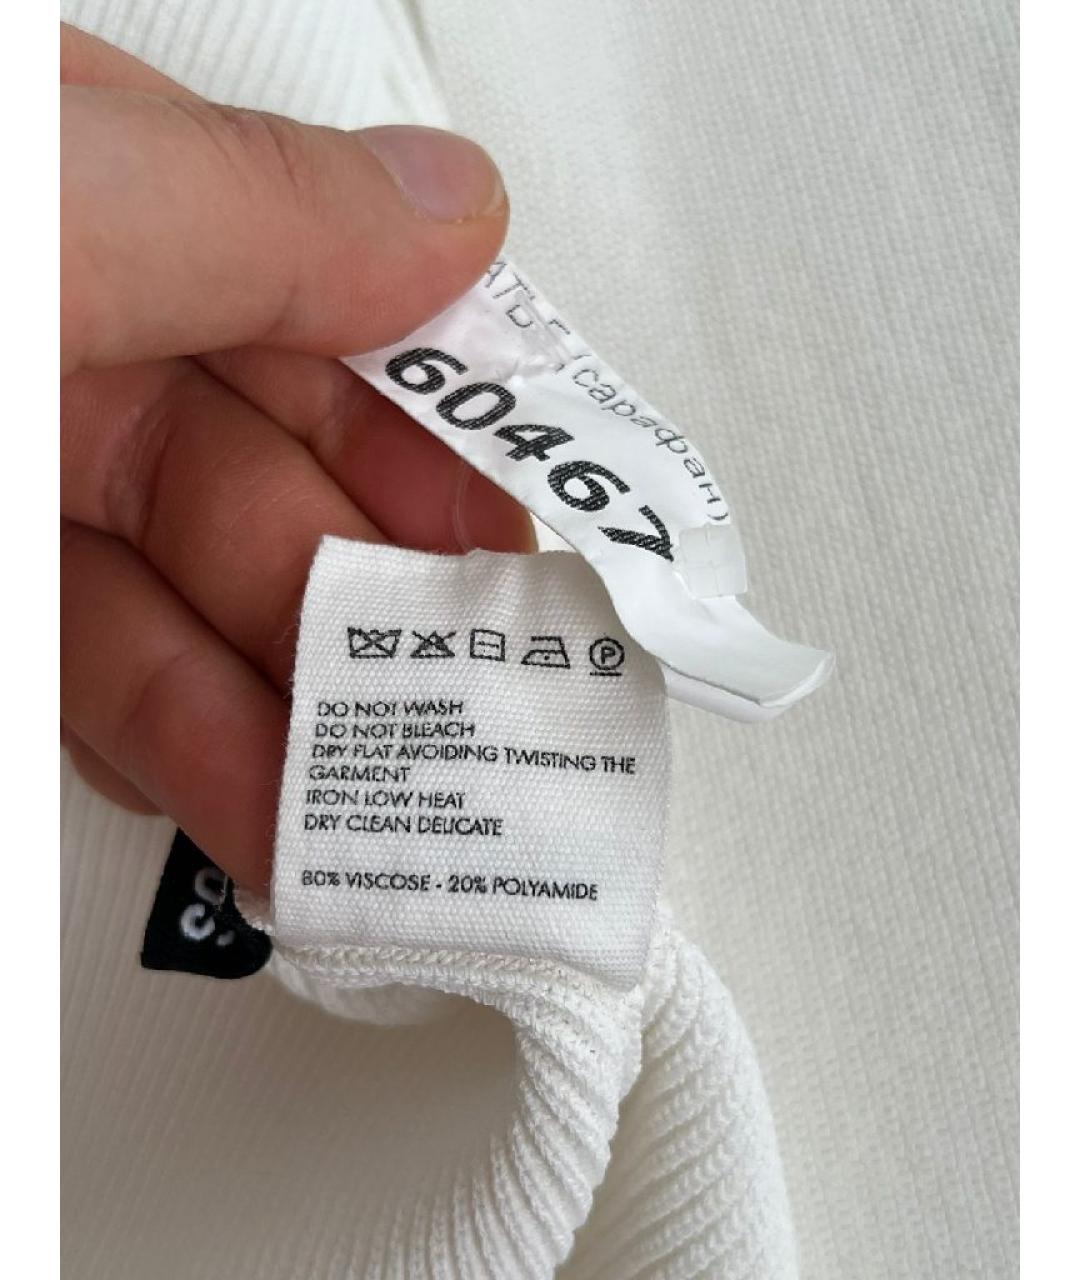 (сарафан)
60467
P
DO NOT WASH
DO NOT BLEACH
DRY FLAT AVOIDING TWISTING THE
GARMENT
IRON LOW HEAT
DRY CLEAN DELICATE
80% VISCOSE - 20% POLYAMIDE